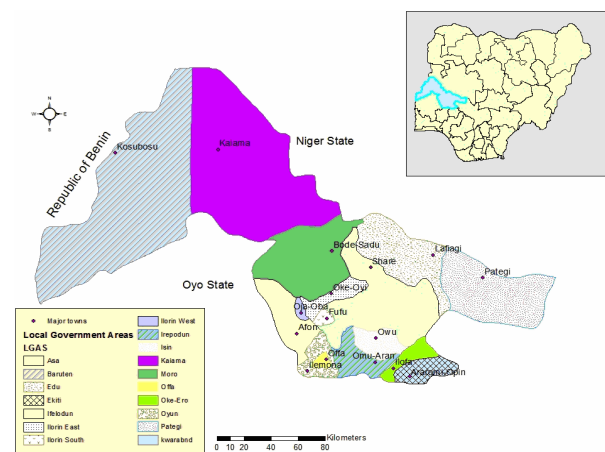 N
W
E
S
Kosubosu
Kaiama
Niger State
Republic of Benin
Bode-Sadu
Lafiagi
Share
Pategi
Oyo State
Oke-Oyi
Oja-Oba
Fufu
Afon
Owu
Offa
Omu-Aran
Ilofa
Ilemona
Araromi-Opin
Major towns
Local Government Areas
LGAS
Asa
Baruten
Edu
Ekiti
Ifelodun
Ilorin East
Ilorin South
Ilorin West
Irepodun
Isin
Kaiama
Moro
Offa
Oke-Ero
Oyun
Pategi
kwarabnd
Kilometers
0 10 20 40 60 80